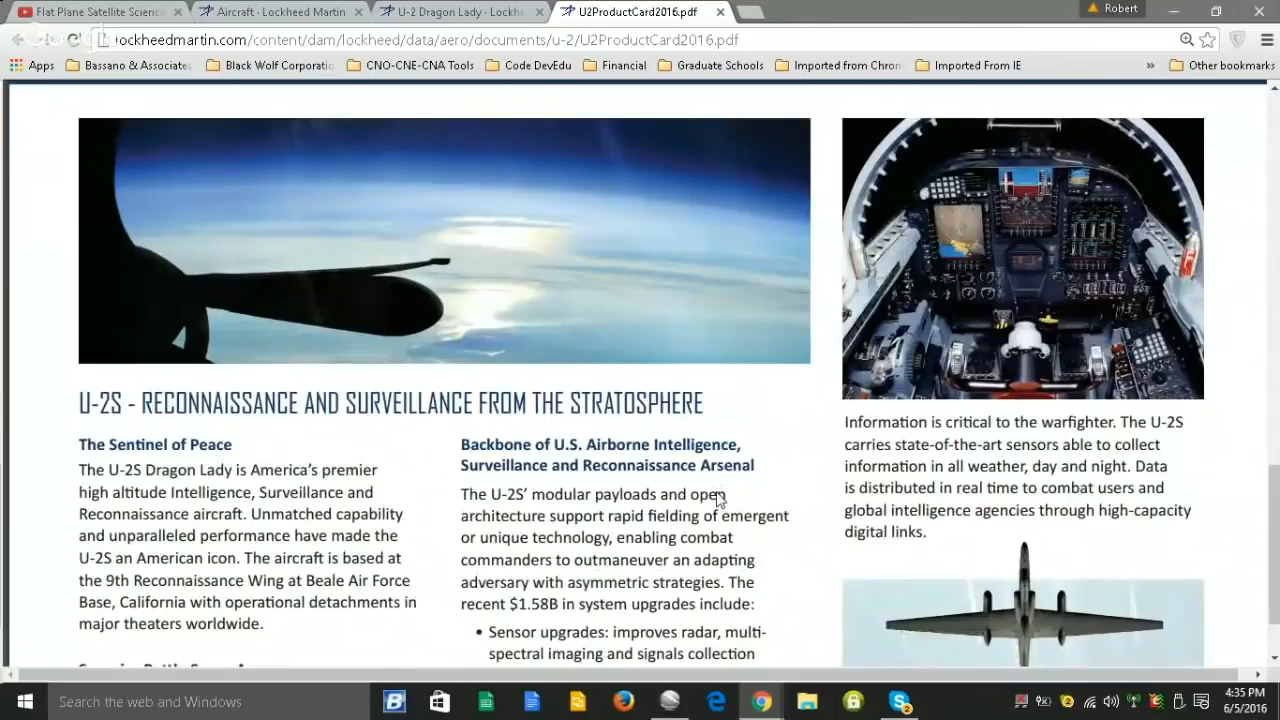 Flat Plane Satellite Scienc
Aircraft - Lockheed Martin
U-2 Dragon Lady - Lockhe
U2ProductCard2016.pdf
Robert
lockheedmartin.com/content/dam/lockheed/data/aero/documents/u-2/U2ProductCard2016.pdf
Apps
Bassano & Associates
Black Wolf Corporatio
CNO-CNE-CNA Tools
Code DevEdu
Financial
Graduate Schools
Imported from Chrom
Imported From IE
»
Other bookmarks
U-2S - RECONNAISSANCE AND SURVEILLANCE FROM THE STRATOSPHERE
The Sentinel of Peace
The U-2S Dragon Lady is America's premier
high altitude Intelligence, Surveillance and
Reconnaissance aircraft. Unmatched capability
and unparalleled performance have made the
U-2S an American icon. The aircraft is based at
the 9th Reconnaissance Wing at Beale Air Force
Base, California with operational detachments in
major theaters worldwide.
Backbone of U.S. Airborne Intelligence,
Surveillance and Reconnaissance Arsenal
The U-2S' modular payloads and open
architecture support rapid fielding of emergent
or unique technology, enabling combat
commanders to outmaneuver an adapting
adversary with asymmetric strategies. The
recent $1.58B in system upgrades include:
• Sensor upgrades: improves radar, multi-
spectral imaging and signals collection
Information is critical to the warfighter. The U-2S
carries state-of-the-art sensors able to collect
information in all weather, day and night. Data
is distributed in real time to combat users and
global intelligence agencies through high-capacity
digital links.
Search the web and Windows
4:35 PM
6/5/2016